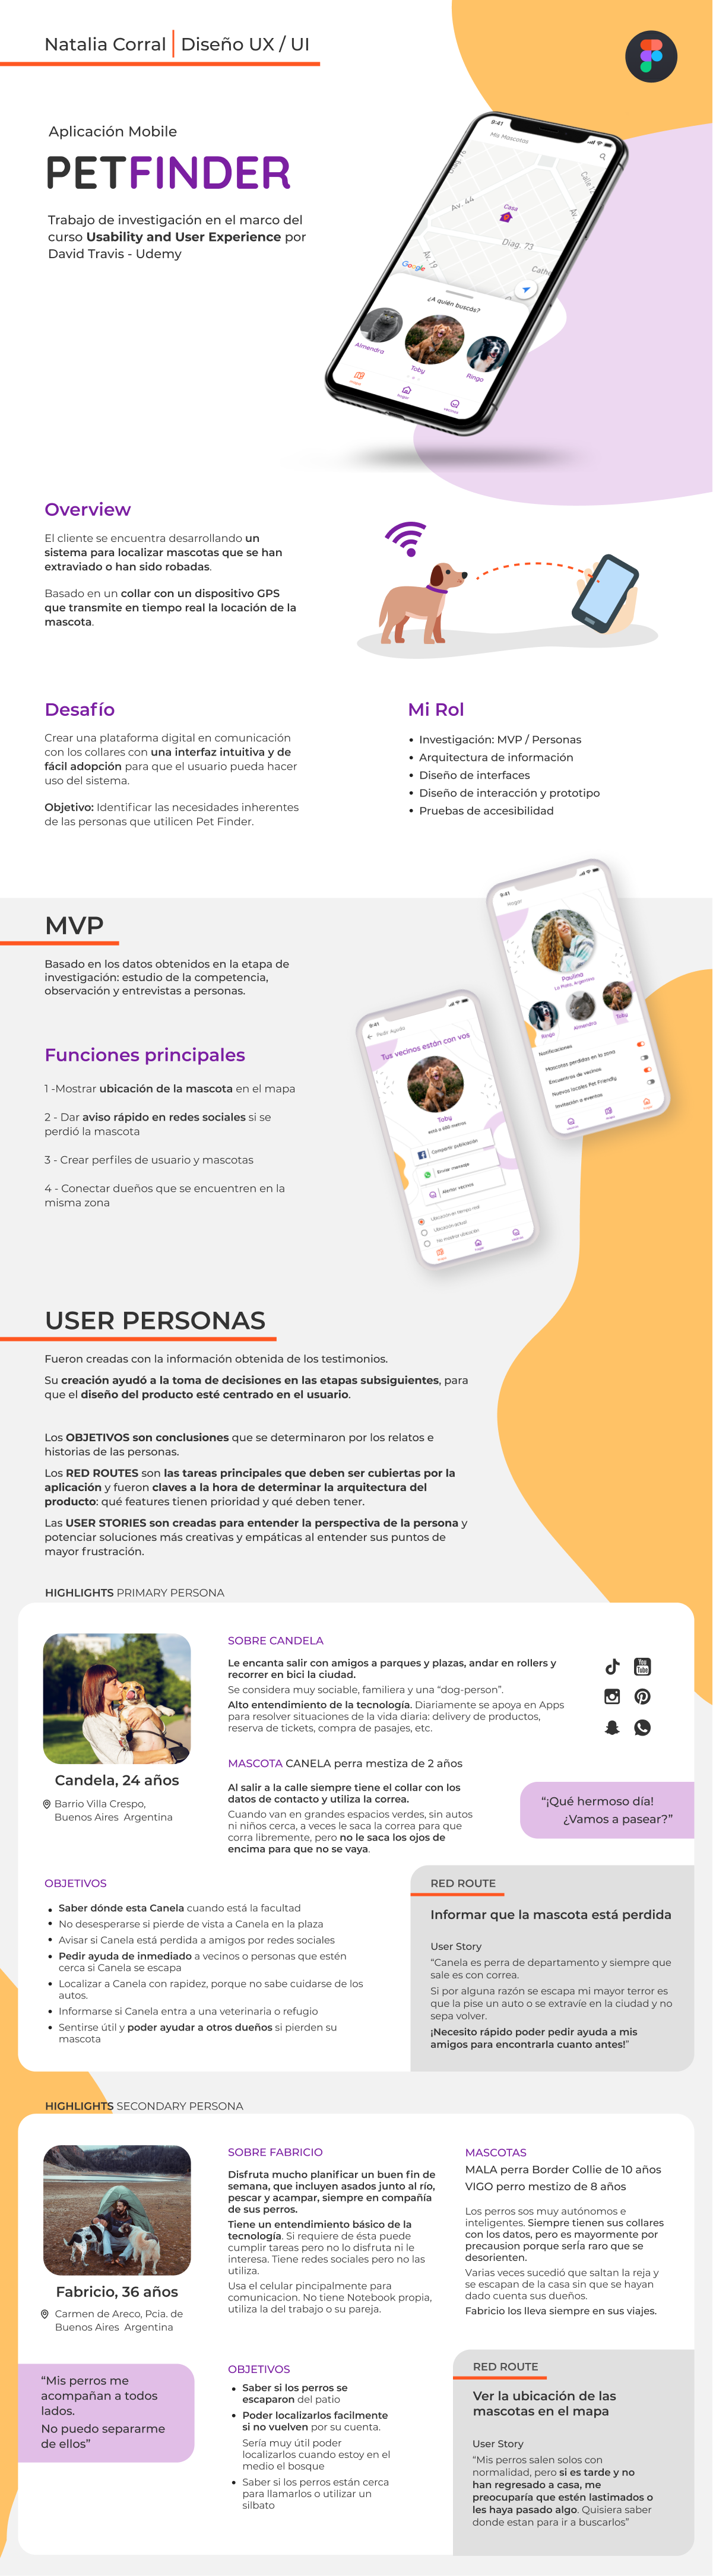 Natalia Corral | Diseño UX / UI
Aplicación Mobile
PETFINDER
Trabajo de investigación en el marco del
curso Usability and User Experience por
David Travis - Udemy
9:41
Mis Mascotas
Av. 44
Casa
Diag. 73
Av. 19
Google
¿A quién buscás?
Almendra
Toby
Ringo
Overview
El cliente se encuentra desarrollando un
sistema para localizar mascotas que se han
extraviado o han sido robadas.
Basado en un collar con un dispositivo GPS
que transmite en tiempo real la locación de la
mascota.
Desafío
Crear una plataforma digital en comunicación
con los collares con una interfaz intuitiva y de
fácil adopción para que el usuario pueda hacer
uso del sistema.
Objetivo: Identificar las necesidades inherentes
de las personas que utilicen Pet Finder.
Mi Rol
• Investigación: MVP / Personas
• Arquitectura de información
• Diseño de interfaces
• Diseño de interacción y prototipo
• Pruebas de accesibilidad
MVP
Basado en los datos obtenidos en la etapa de
investigación: estudio de la competencia,
observación y entrevistas a personas.
Funciones principales
1 -Mostrar ubicación de la mascota en el mapa
2 - Dar aviso rápido en redes sociales si se
perdió la mascota
3 - Crear perfiles de usuario y mascotas
4 - Conectar dueños que se encuentren en la
misma zona
9:41
Hogar
Paulina
La Plata, Argentina
Ringo
Almendra
Toby
Notificaciones
Mascotas perdidas en la zona
Encuentros de vecinos
Nuevos locales Pet Friendly
Invitación a eventos
9:41
Pedir Ayuda
Tus vecinos están con vos
Toby
está a 600 metros
Compartir publicación
Enviar mensaje
Alertar vecinos
Ubicación en tiempo real
Ubicación actual
No mostrar ubicación
USER PERSONAS
Fueron creadas con la información obtenida de los testimonios.
Su creación ayudó a la toma de decisiones en las etapas subsiguientes, para
que el diseño del producto esté centrado en el usuario.
Los OBJETIVOS son conclusiones que se determinaron por los relatos e
historias de las personas.
Los RED ROUTES son las tareas principales que deben ser cubiertas por la
aplicación y fueron claves a la hora de determinar la arquitectura del
producto: qué features tienen prioridad y qué deben tener.
Las USER STORIES son creadas para entender la perspectiva de la persona y
potenciar soluciones más creativas y empáticas al entender sus puntos de
mayor frustración.
HIGHLIGHTS PRIMARY PERSONA
Candela, 24 años
Barrio Villa Crespo,
Buenos Aires Argentina
SOBRE CANDELA
Le encanta salir con amigos a parques y plazas, andar en rollers y
recorrer en bici la ciudad.
Se considera muy sociable, familiera y una “dog-person”.
Alto entendimiento de la tecnología. Diariamente se apoya en Apps
para resolver situaciones de la vida diaria: delivery de productos,
reserva de tickets, compra de pasajes, etc.
You
Tube
MASCOTA CANELA perra mestiza de 2 años
Al salir a la calle siempre tiene el collar con los
datos de contacto y utiliza la correa.
Cuando van en grandes espacios verdes, sin autos
ni niños cerca, a veces le saca la correa para que
corra libremente, pero no le saca los ojos de
encima para que no se vaya.
“¡Qué hermoso día!
¿Vamos a pasear?”
OBJETIVOS
• Saber dónde esta Canela cuando está la facultad
• No desesperarse si pierde de vista a Canela en la plaza
• Avisar si Canela está perdida a amigos por redes sociales
• Pedir ayuda de inmediato a vecinos o personas que estén
cerca si Canela se escapa
• Localizar a Canela con rapidez, porque no sabe cuidarse de los
autos.
• Informarse si Canela entra a una veterinaria o refugio
• Sentirse útil y poder ayudar a otros dueños si pierden su
mascota
RED ROUTE
Informar que la mascota está perdida
User Story
“Canela es perra de departamento y siempre que
sale es con correa.
Si por alguna razón se escapa mi mayor terror es
que la pise un auto o se extravíe en la ciudad y no
sepa volver.
¡Necesito rápido poder pedir ayuda a mis
amigos para encontrarla cuanto antes!”
HIGHLIGHTS SECONDARY PERSONA
Fabricio, 36 años
Carmen de Areco, Pcia. de
Buenos Aires Argentina
“Mis perros me
acompañan a todos
lados.
No puedo separarme
de ellos”
SOBRE FABRICIO
Disfruta mucho planificar un buen fin de
semana, que incluyen asados junto al río,
pescar y acampar, siempre en compañía
de sus perros.
Tiene un entendimiento básico de la
tecnología. Si requiere de ésta puede
cumplir tareas pero no lo disfruta ni le
interesa. Tiene redes sociales pero no las
utiliza.
Usa el celular pincipalmente para
comunicacion. No tiene Notebook propia,
utiliza la del trabajo o su pareja.
MASCOTAS
MALA perra Border Collie de 10 años
VIGO perro mestizo de 8 años
Los perros sos muy autónomos e
inteligentes. Siempre tienen sus collares
con los datos, pero es mayormente por
precausion porque serÍa raro que se
desorienten.
Varias veces sucedió que saltan la reja y
se escapan de la casa sin que se hayan
dado cuenta sus dueños.
Fabricio los lleva siempre en sus viajes.
OBJETIVOS
• Saber si los perros se
escaparon del patio
• Poder localizarlos facilmente
si no vuelven por su cuenta.
Sería muy útil poder
localizarlos cuando estoy en el
medio el bosque
• Saber si los perros están cerca
para llamarlos o utilizar un
silbato
RED ROUTE
Ver la ubicación de las
mascotas en el mapa
User Story
“Mis perros salen solos con
normalidad, pero si es tarde y no
han regresado a casa, me
preocuparía que estén lastimados o
les haya pasado algo. Quisiera saber
donde estan para ir a buscarlos”